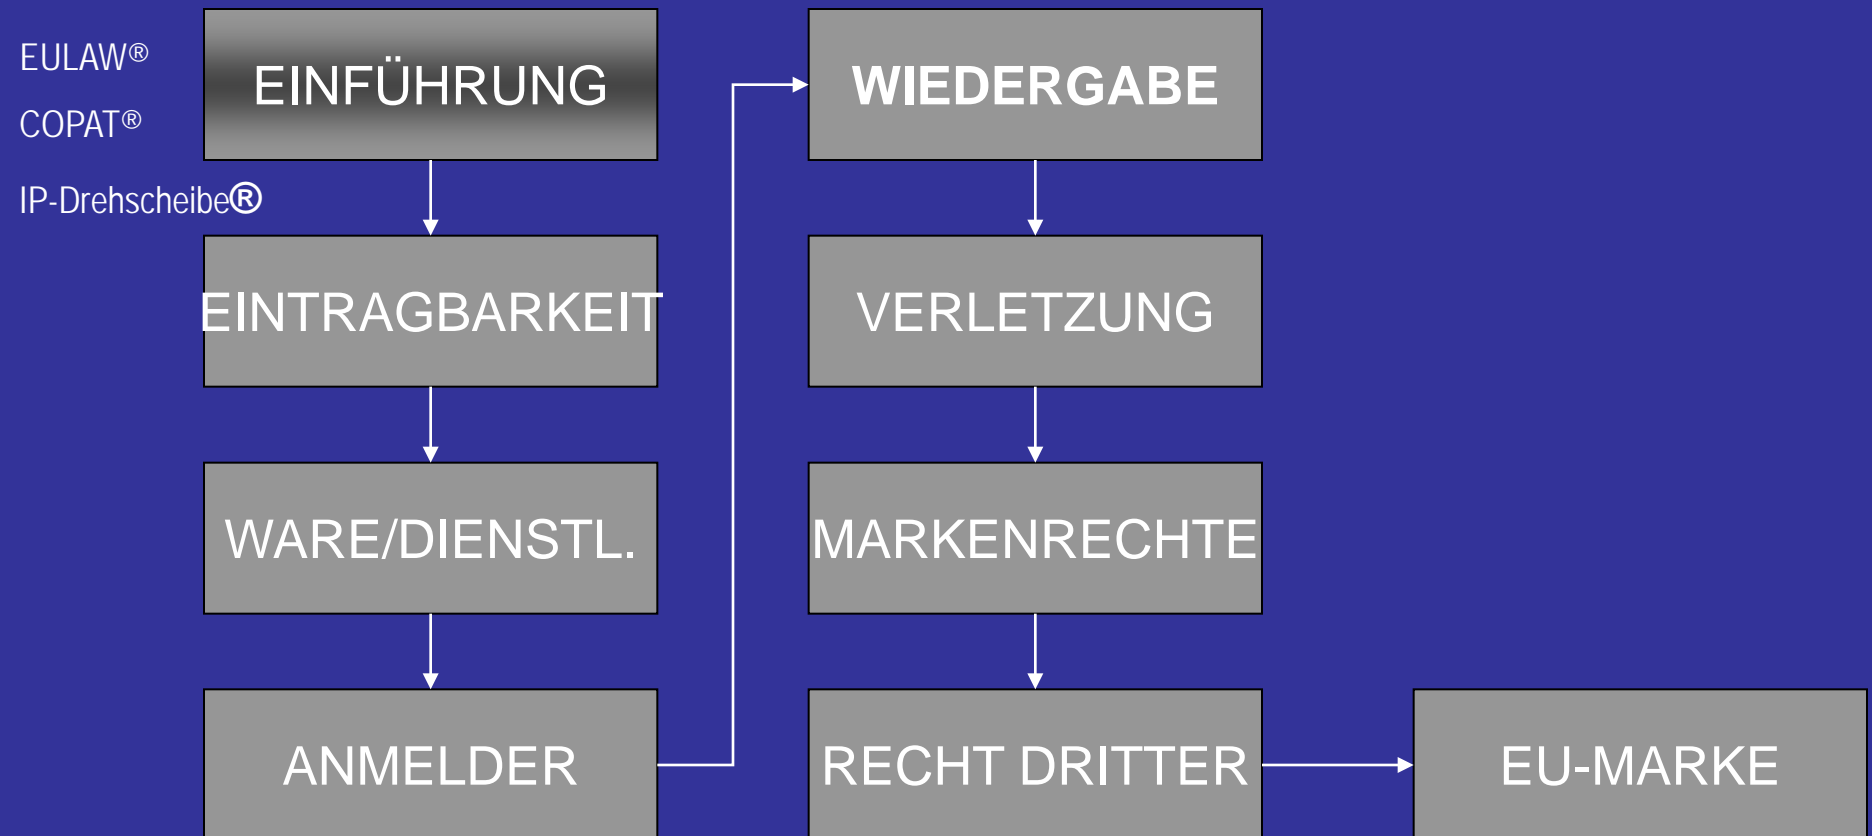 EULAW®
COPAT®
IP-Drehscheibe®
EINFÜHRUNG
EINTRAGBARKEIT
WARE/DIENSTL.
ANMELDER
WIEDERGABE
VERLETZUNG
MARKENRECHTE
RECHT DRITTER
EU-MARKE